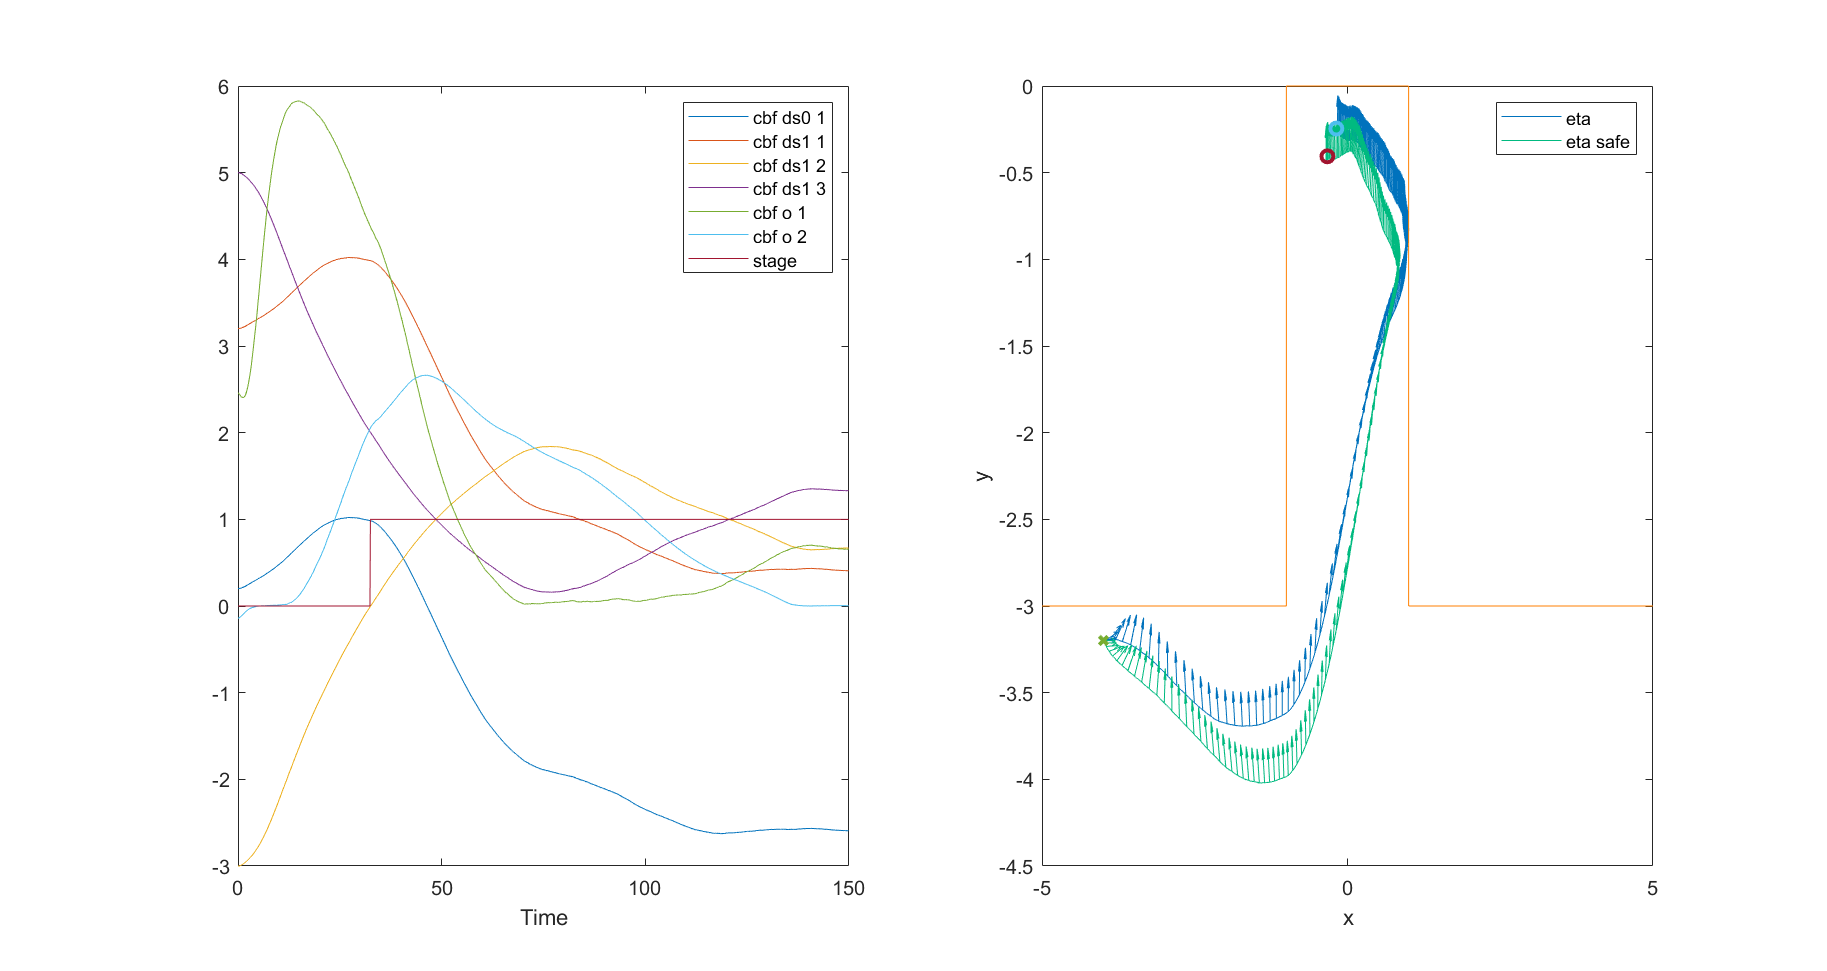 6
5
4
3
2
1
0
-1
-2
-3
0
50
100
150
Time
cbf ds0 1
cbf ds1 1
cbf ds1 2
cbf ds1 3
cbf o 1
cbf o 2
stage
0
-0.5
-1
-1.5
-2
-2.5
-3
-3.5
-4
-4.5
y
-5
0
5
x
eta
eta safe